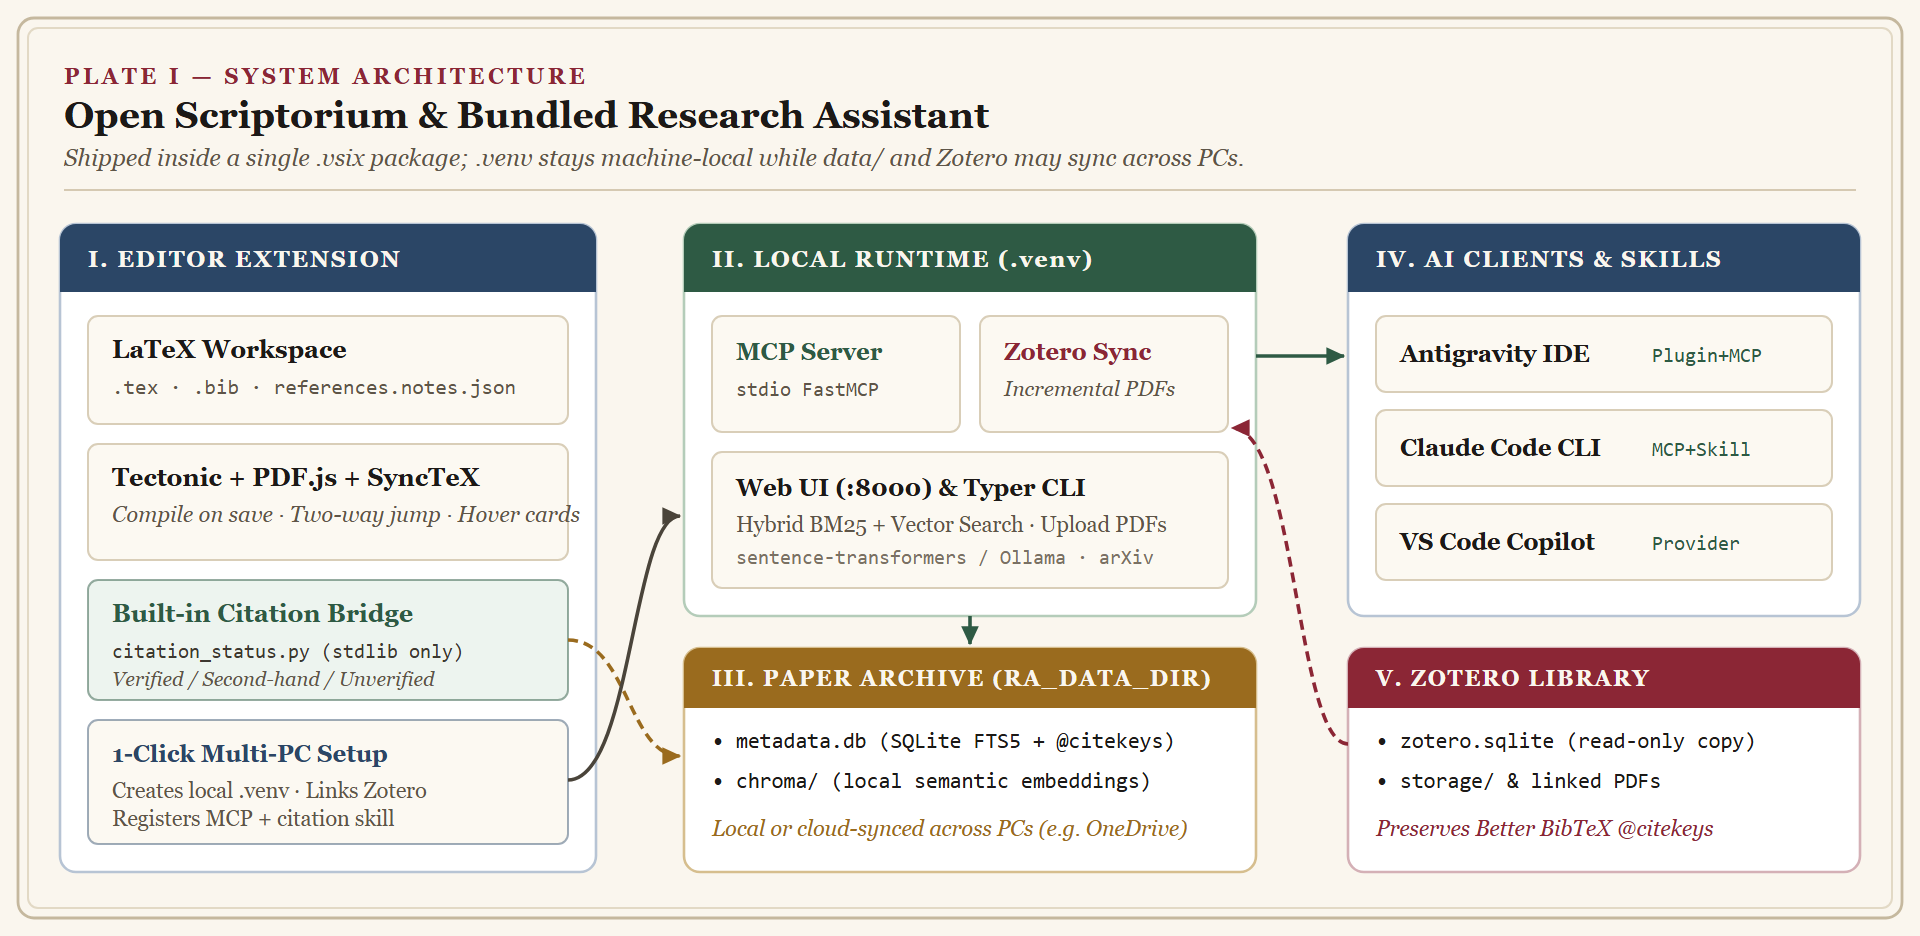 PLATE I — SYSTEM ARCHITECTURE
Open Scriptorium & Bundled Research Assistant
Shipped inside a single .vsix package; .venv stays machine-local while data/ and Zotero may sync across PCs.
I. EDITOR EXTENSION
LaTeX Workspace
.tex · .bib · references.notes.json
Tectonic + PDF.js + SyncTeX
Compile on save · Two-way jump · Hover cards
Built-in Citation Bridge
citation_status.py (stdlib only)
Verified / Second-hand / Unverified
1-Click Multi-PC Setup
Creates local .venv · Links Zotero
Registers MCP + citation skill
II. LOCAL RUNTIME (.venv)
MCP Server
stdio FastMCP
Zotero Sync
Incremental PDFs
Web UI (:8000) & Typer CLI
Hybrid BM25 + Vector Search · Upload PDFs
sentence-transformers / Ollama · arXiv
III. PAPER ARCHIVE (RA_DATA_DIR)
• metadata.db (SQLite FTS5 + @citekeys)
• chroma/ (local semantic embeddings)
Local or cloud-synced across PCs (e.g. OneDrive)
IV. AI CLIENTS & SKILLS
Antigravity IDE Plugin+MCP
Claude Code CLI MCP+Skill
VS Code Copilot Provider
V. ZOTERO LIBRARY
• zotero.sqlite (read-only copy)
• storage/ & linked PDFs
Preserves Better BibTeX @citekeys